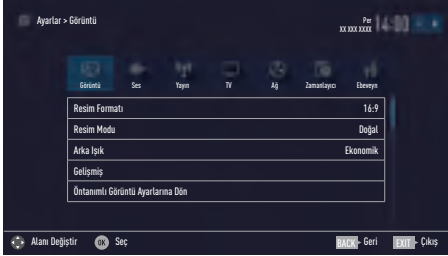 Ayarlar > Görüntü
Per
XX XXX XXXX
14:00
Görüntü Ses Yayın TV Ağ Zamanlayıcı Ebeveyn
Resim Formatı 16:9
Resim Modu Doğal
Arka Işık Ekonomik
Gelişmiş
Öntanımlı Görüntü Ayarlarına Dön
Alanı Değiştir OK Seç BACK Geri EXIT Çıkış